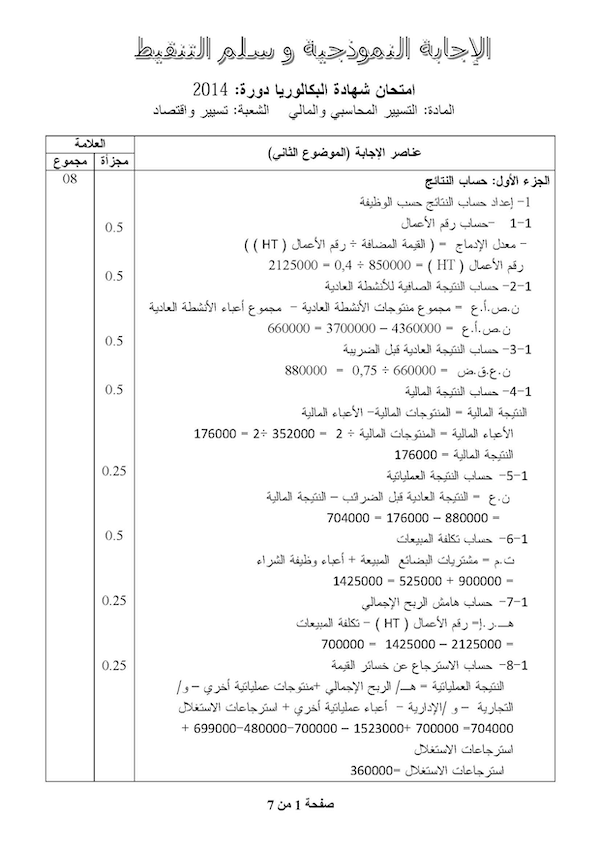 الإجابة النموذجية و سلم التنقيط
امتحان شهادة البكالوريا دورة: 2014
المادة: التسيير المحاسبي والمالي الشعبة: تسيير واقتصاد
العلامة
عناصر الإجابة (الموضوع الثاني)
مجزأة مجموع
الجزء الأول: حساب النتائج
08
1- إعداد حساب النتائج حسب الوظيفة
1-1 -حساب رقم الأعمال
0.5
- معدل الإدماج = ( القيمة المضافة ÷ رقم الأعمال ( HT ) )
رقم الأعمال ( HT ) = 850000 ÷ 0,4 = 2125000
1-2- حساب النتيجة الصافية للأنشطة العادية
0.5
ن.ص.أ.ع = مجموع منتوجات الأنشطة العادية - مجموع أعباء الأنشطة العادية
ن.ص.أ.ع = 4360000 – 3700000 = 660000
1-3- حساب النتيجة العادية قبل الضريبة
0.5
ن.ع.ق.ض = 660000 ÷ 0,75 = 880000
1-4- حساب النتيجة المالية
0.5
النتيجة المالية = المنتوجات المالية- الأعباء المالية
الأعباء المالية = المنتوجات المالية ÷ 2 = 352000 ÷2 = 176000
النتيجة المالية = 176000
1-5- حساب النتيجة العملياتية
0.25
ن.ع = النتيجة العادية قبل الضرائب – النتيجة المالية
= 880000 – 176000 = 704000
1-6- حساب تكلفة المبيعات
0.5
ت.م = مشتريات البضائع المبيعة + أعباء وظيفة الشراء
= 900000 + 525000 = 1425000
1-7- حساب هامش الربح الإجمالي
0.25
هـ.ر.إ= رقم الأعمال ( HT ) - تكلفة المبيعات
= 2125000 – 1425000 = 700000
1-8- حساب الاسترجاع عن خسائر القيمة
0.25
النتيجة العملياتية = هـ/ الربح الإجمالي +منتوجات عملياتية أخري – و/
التجارية – و /الإدارية - أعباء عملياتية أخري + استرجاعات الاستغلال
704000= 700000 +1523000 – 700000-480000-699000 +
استرجاعات الاستغلال
استرجاعات الاستغلال =360000
صفحة 1 من 7